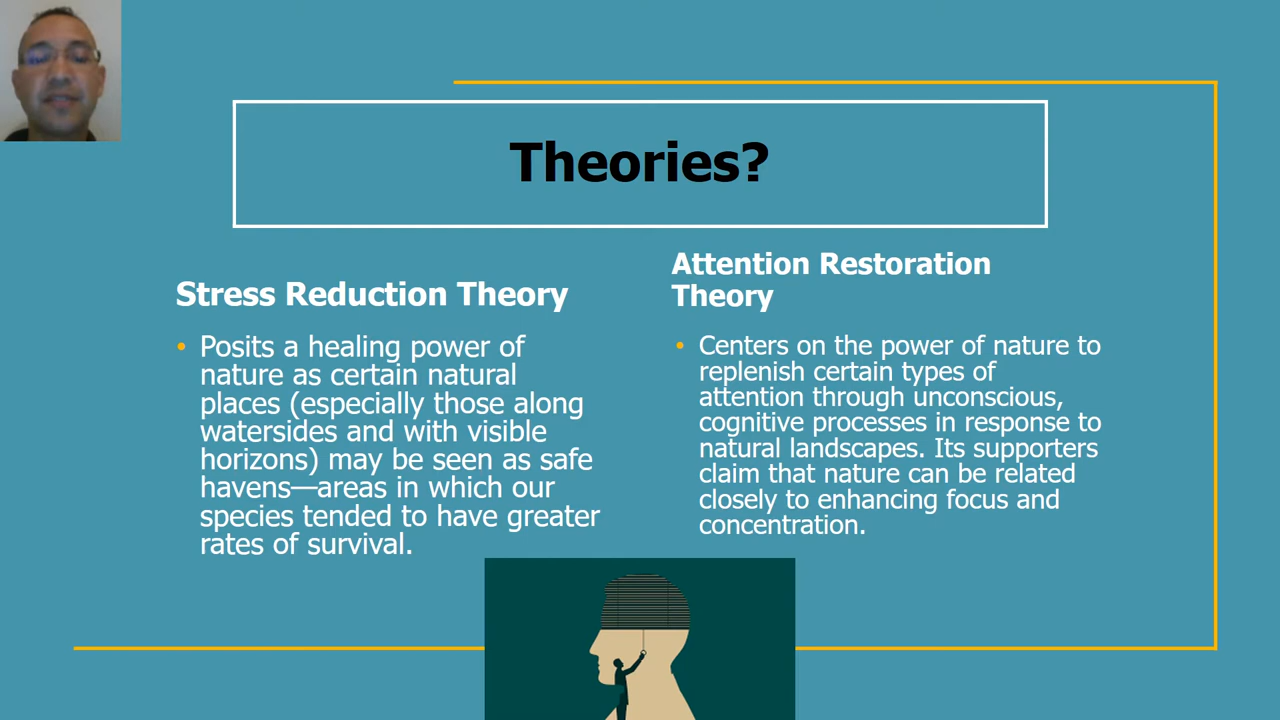 Theories?
Stress Reduction Theory
• Posits a healing power of
nature as certain natural
places (especially those along
watersides and with visible
horizons) may be seen as safe
havens—areas in which our
species tended to have greater
rates of survival.
Attention Restoration
Theory
• Centers on the power of nature to
replenish certain types of
attention through unconscious,
cognitive processes in response to
natural landscapes. Its supporters
claim that nature can be related
closely to enhancing focus and
concentration.